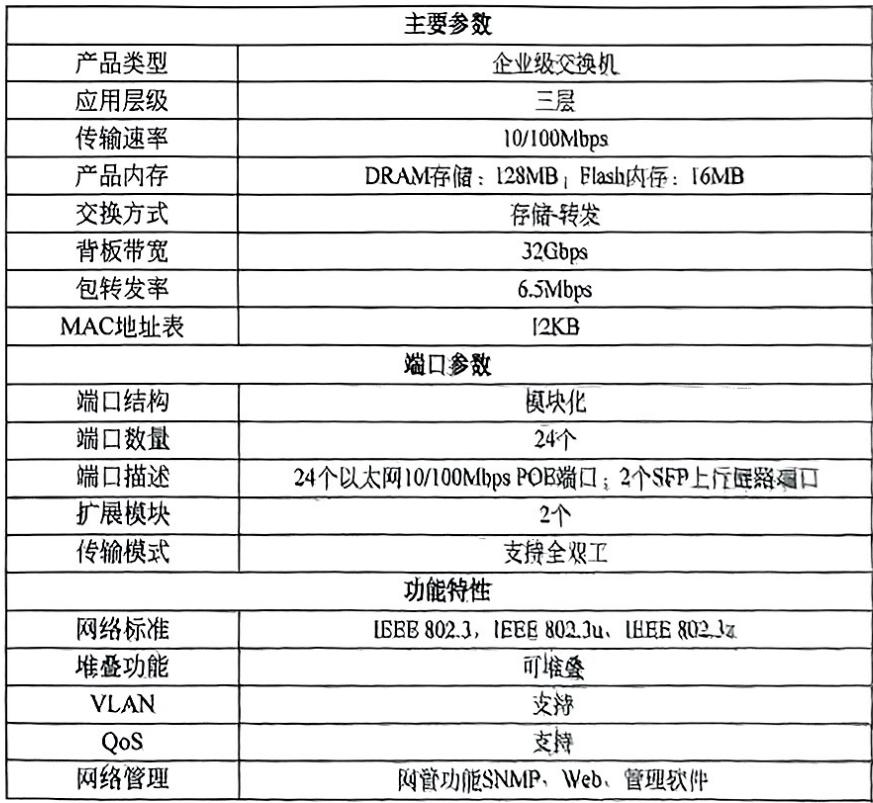 主要参数
产品类型 企业级交换机
应用层级 三层
传输速率 10/100Mbps
产品内存 DRAM存储：128MB；Flash内存：16MB
交换方式 存储-转发
背板带宽 32Gbps
包转发率 6.5Mbps
MAC地址表 12KB
端口参数
端口结构 模块化
端口数量 24个
端口描述 24个以太网10/100Mbps POE端口；2个SFP上行链路端口
扩展模块 2个
传输模式 支持全双工
功能特性
网络标准 IEEE 802.3，IEEE 802.3u、IEEE 802.3z
堆叠功能 可堆叠
VLAN 支持
QoS 支持
网络管理 网管功能SNMP、Web、管理软件